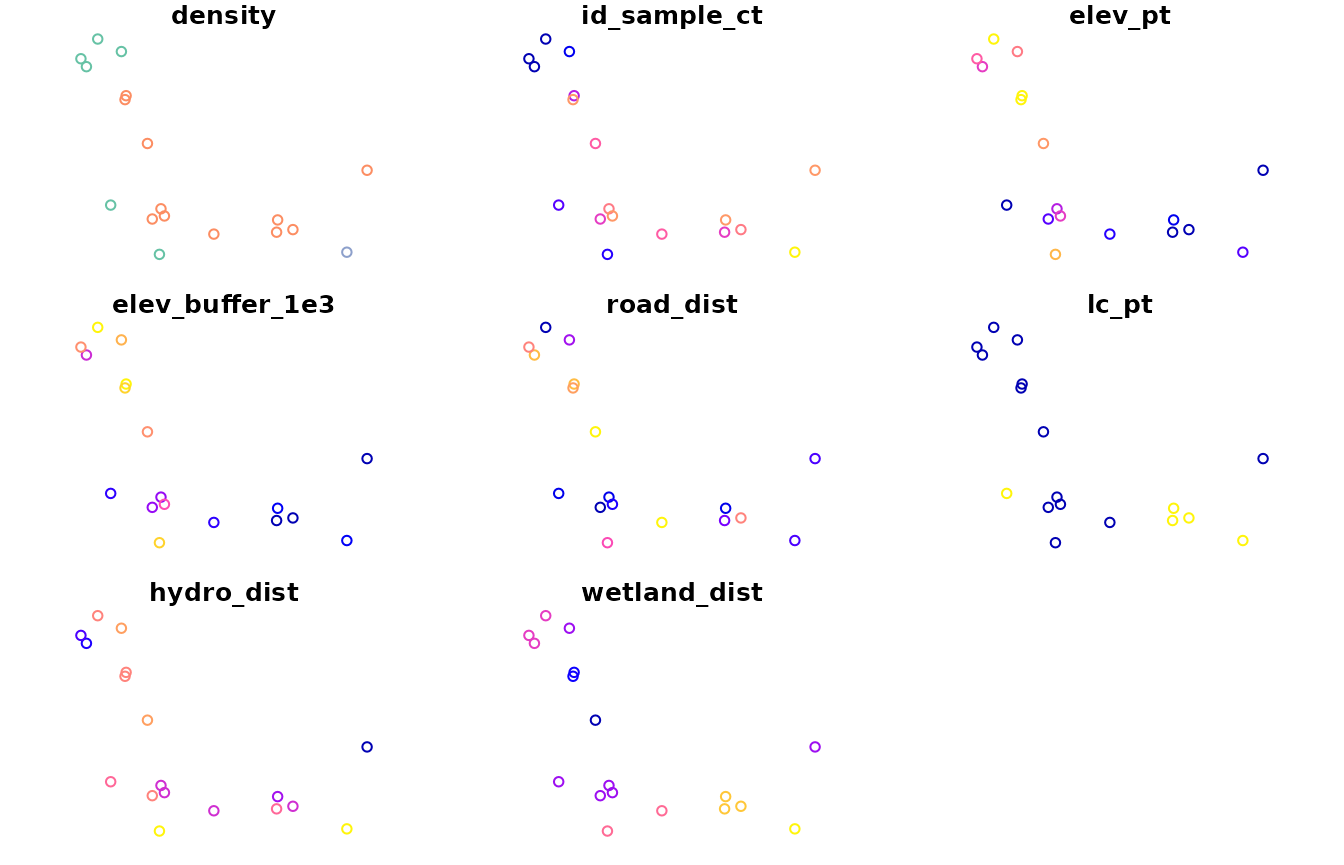 density
id_sample_ct
elev_pt
elev_buffer_1e3
road_dist
lc_pt
hydro_dist
wetland_dist